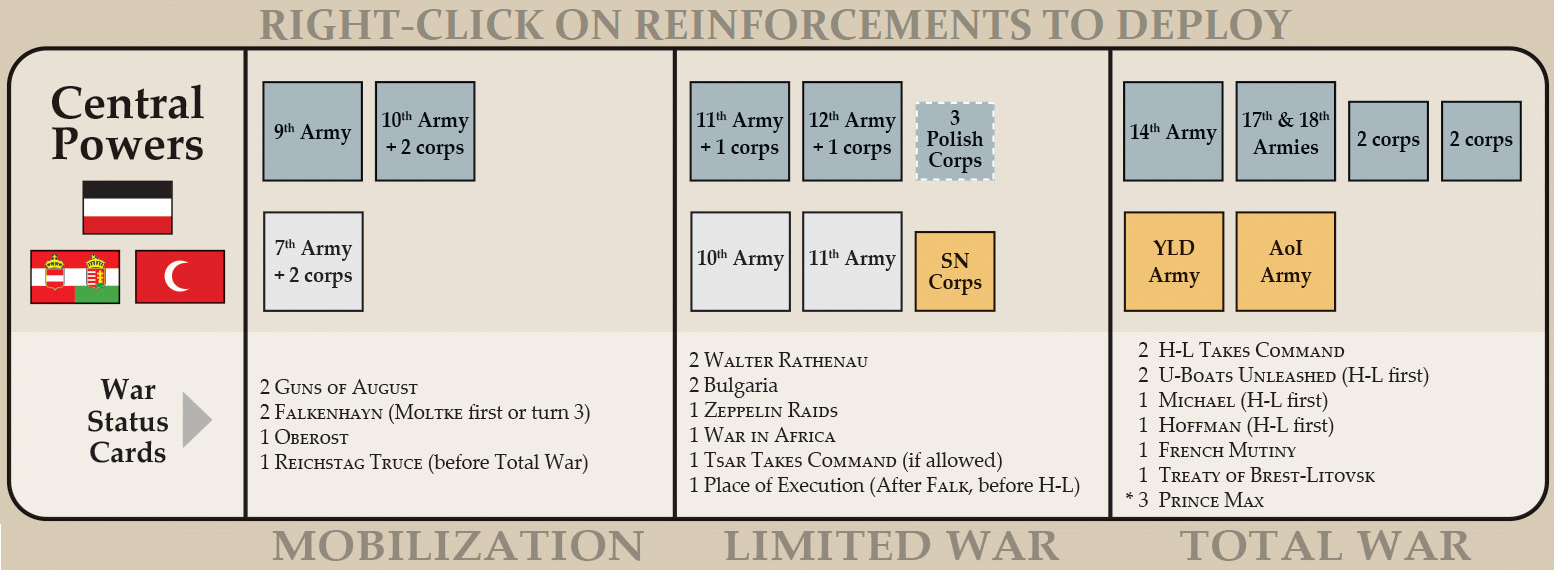 RIGHT-CLICK ON REINFORCEMENTS TO DEPLOY
Central
Powers
9th Army
10th Army
+ 2 corps
7th Army
+ 2 corps
11th Army
+ 1 corps
12th Army
+ 1 corps
3
Polish
Corps
10th Army
11th Army
SN
Corps
14th Army
17th & 18th
Armies
2 corps
2 corps
YLD
Army
AoI
Army
War
Status
Cards
2 GUNS OF AUGUST
2 FALKENHAYN (MOLTKE first or turn 3)
1 OBEROST
1 REICHSTAG TRUCE (before Total War)
2 WALTER RATHENAU
2 Bulgaria
1 ZEPPELIN RAIDS
1 WAR IN AFRICA
1 TSAR TAKES COMMAND (if allowed)
1 Place of Execution (After FALK, before H-L)
2 H-L TAKES COMMAND
2 U-BOATS UNLEASHED (H-L first)
1 MICHAEL (H-L first)
1 HOFFMAN (H-L first)
1 FRENCH MUTINY
1 TREATY OF BREST-LITOVSK
* 3 PRINCE MAX
MOBILIZATION
LIMITED WAR
TOTAL WAR